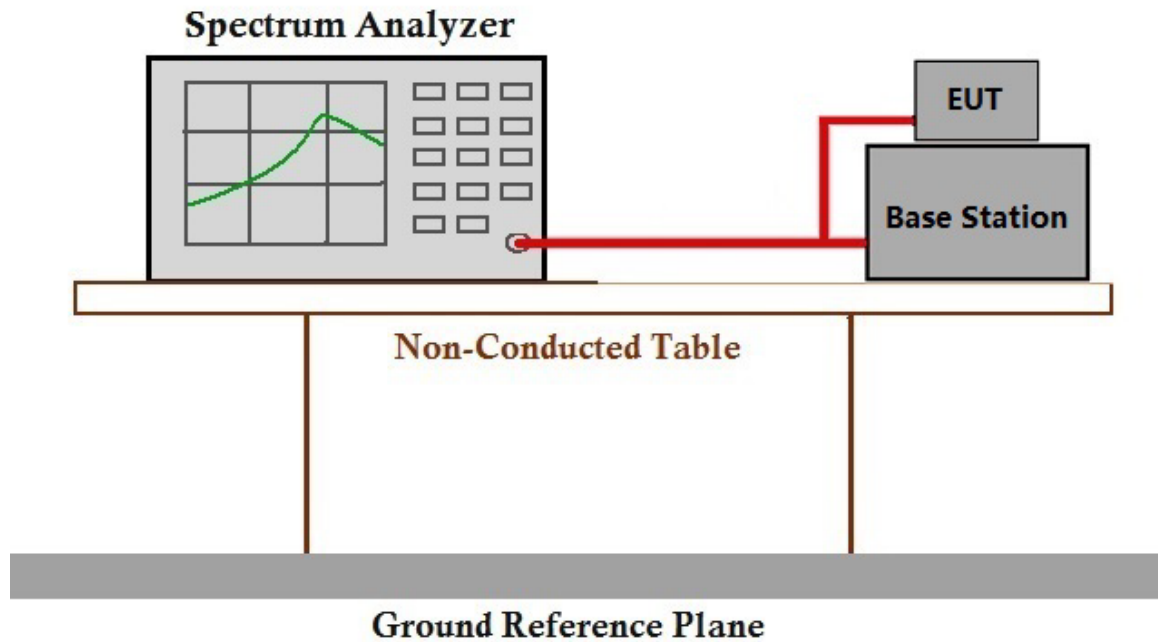 Spectrum Analyzer
EUT
Base Station
Non-Conducted Table
Ground Reference Plane